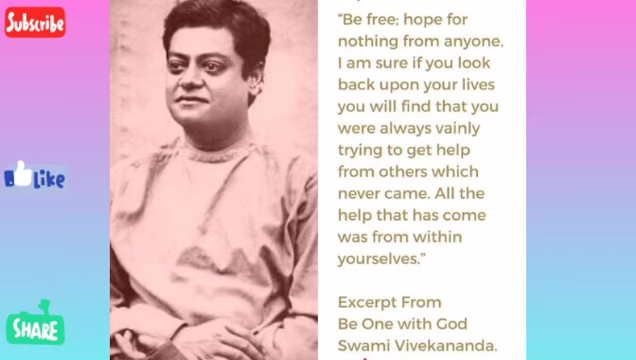 Subscribe
Like
SHARE
“Be free; hope for
nothing from anyone.
I am sure if you look
back upon your lives
you will find that you
were always vainly
trying to get help
from others which
never came. All the
help that has come
was from within
yourselves.”
Excerpt From
Be One with God
Swami Vivekananda.